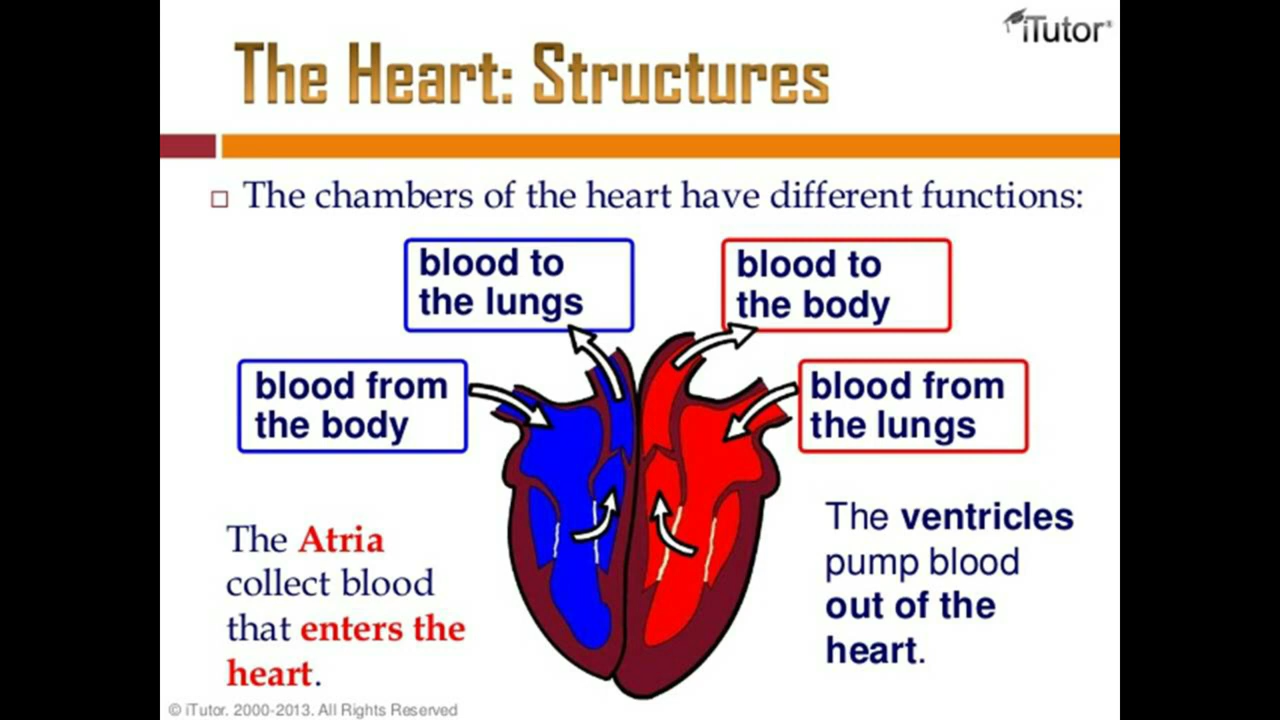 iTutor®
The Heart: Structures
The chambers of the heart have different functions:
blood to
the lungs
blood to
the body
blood from
the body
blood from
the lungs
The Atria
collect blood
that enters the
heart.
The ventricles
pump blood
out of the
heart.
© iTutor. 2000-2013. All Rights Reserved